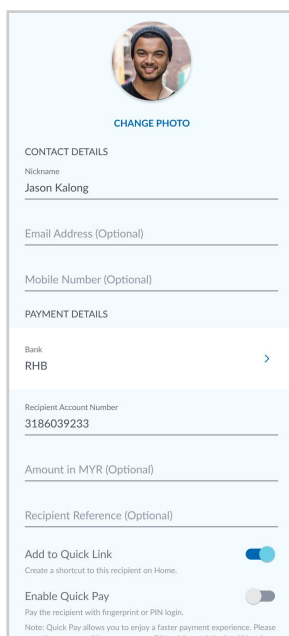 CHANGE PHOTO
CONTACT DETAILS
Nickname
Jason Kalong
Email Address (Optional)
Mobile Number (Optional)
PAYMENT DETAILS
Bank
RHB
Recipient Account Number
3186039233
Amount in MYR (Optional)
Recipient Reference (Optional)
Add to Quick Link
Create a shortcut to this recipient on Home.
Enable Quick Pay
Pay the recipient with fingerprint or PIN login.
Note: Quick Pay allows you to enjoy a faster payment experience. Please